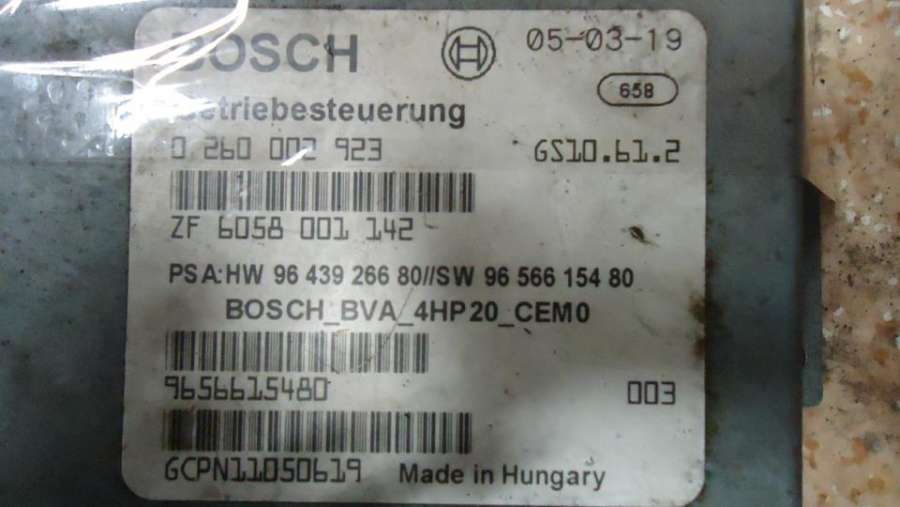 BOSCH 05-03-19
658
Getriebesteuerung
0 260 002 923 GS10.61.2
ZF 6058 001 142
PSA:HW 96 439 266 80//SW 96 566 154 80
BOSCH_BVA_4HP20_CEM0
9656615480 003
GCPN11050619 Made in Hungary